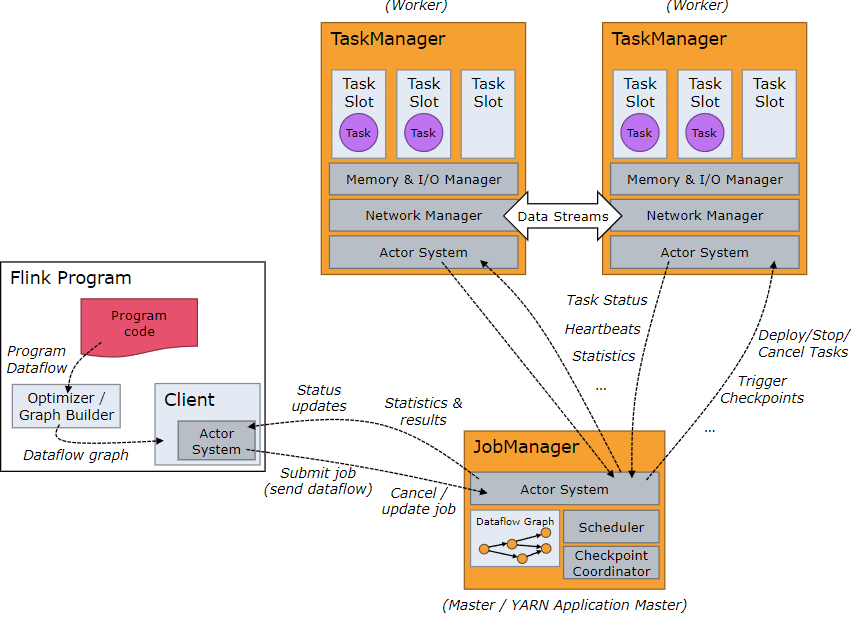 (Worker)
(Worker)
TaskManager
TaskManager
Task
Slot
Task
Slot
Task
Slot
Task
Slot
Task
Slot
Task
Slot
Task
Task
Task
Task
Memory & I/O Manager
Memory & I/O Manager
Network Manager
Data Streams
Network Manager
Actor System
Actor System
Flink Program
Program
code
Program
Dataflow
Optimizer /
Graph Builder
Dataflow graph
Client
Actor
System
Status
updates
Statistics &
results
Submit job
(send dataflow)
Cancel /
update job
Task Status
Heartbeats
Statistics
...
Deploy/Stop/
Cancel Tasks
Trigger
Checkpoints
...
JobManager
Actor System
Dataflow Graph
Scheduler
Checkpoint
Coordinator
(Master / YARN Application Master)